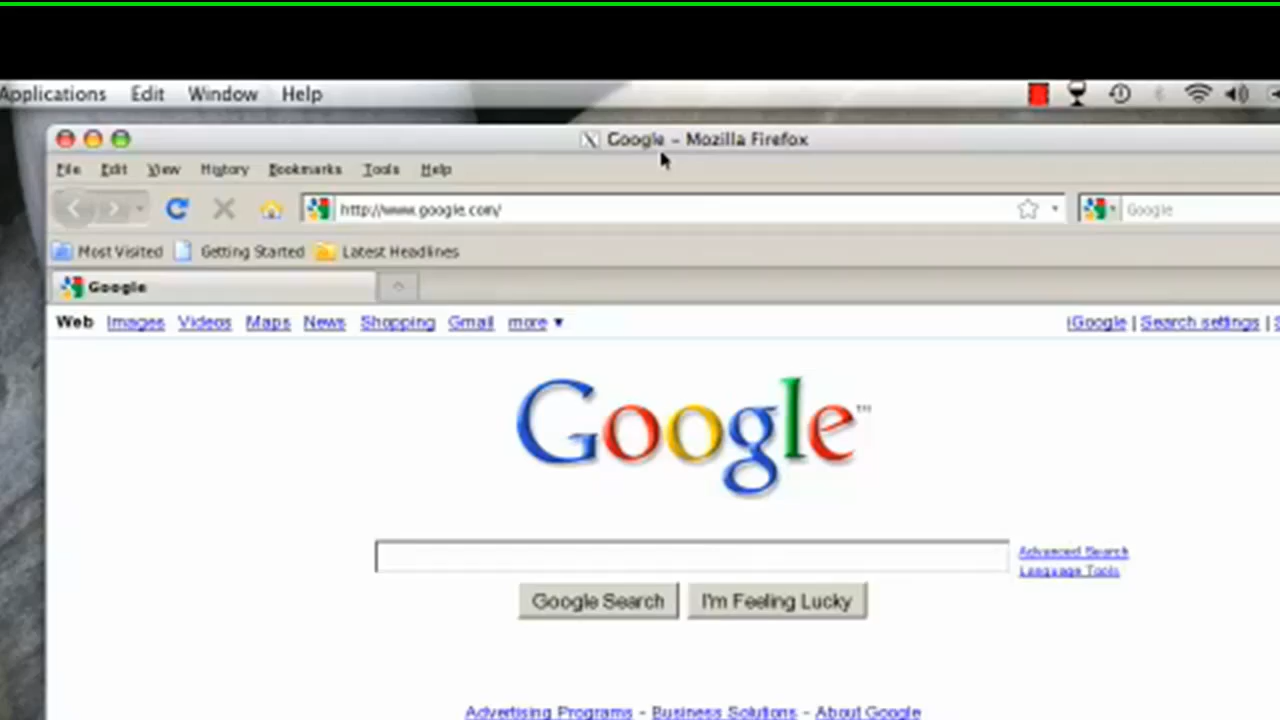 Applications Edit Window Help
Google - Mozilla Firefox
File Edit View History Bookmarks Tools Help
http://www.google.com/ Google
Most Visited Getting Started Latest Headlines
Google
Web Images Videos Maps News Shopping Gmail more ▼ iGoogle | Search settings |
Google™
Advanced Search
Language Tools
Google Search I'm Feeling Lucky
Advertising Programs - Business Solutions - About Google